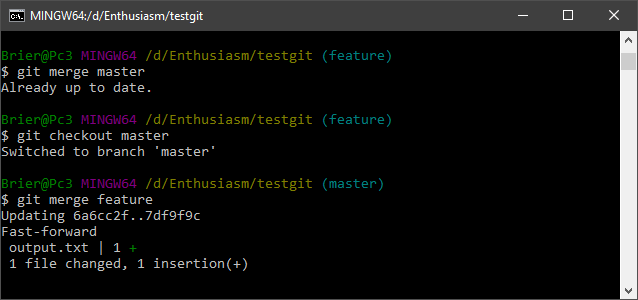 MINGW64:/d/Enthusiasm/testgit
Brier@Pc3 MINGW64 /d/Enthusiasm/testgit (feature)
$ git merge master
Already up to date.
Brier@Pc3 MINGW64 /d/Enthusiasm/testgit (feature)
$ git checkout master
Switched to branch 'master'
Brier@Pc3 MINGW64 /d/Enthusiasm/testgit (master)
$ git merge feature
Updating 6a6cc2f..7df9f9c
Fast-forward
 output.txt | 1 +
 1 file changed, 1 insertion(+)